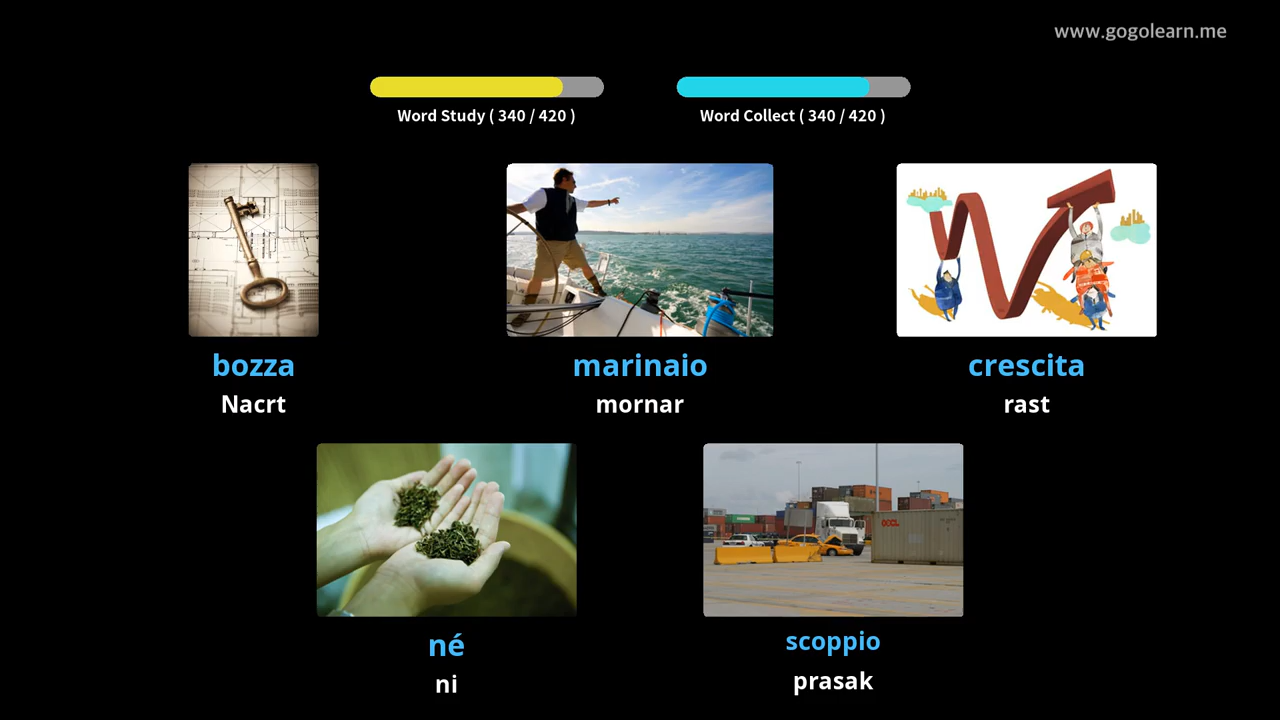 www.gogolearn.me
Word Study ( 340 / 420 )
Word Collect ( 340 / 420 )
bozza
Nacrt
marinaio
mornar
crescita
rast
né
ni
scoppio
prasak